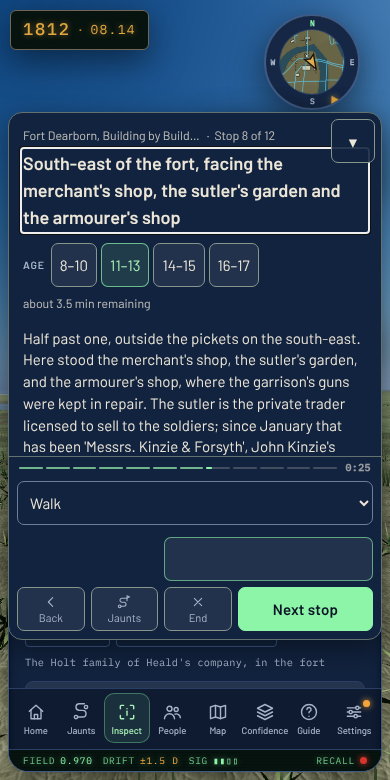 1812 · 08.14
N
W
E
S
Fort Dearborn, Building by Build... · Stop 8 of 12
▼
South-east of the fort, facing the
merchant's shop, the sutler's garden and
the armourer's shop
AGE
8–10
11–13
14–15
16–17
about 3.5 min remaining
Half past one, outside the pickets on the south-east.
Here stood the merchant's shop, the sutler's garden,
and the armourer's shop, where the garrison's guns
were kept in repair. The sutler is the private trader
licensed to sell to the soldiers; since January that
has been 'Messrs. Kinzie & Forsyth', John Kinzie's
0:25
Walk
Back
Jaunts
End
Next stop
The Holt family of Heald's company, in the fort
Home
Jaunts
Inspect
People
Map
Confidence
Guide
Settings
FIELD 0.970 DRIFT ±1.5 D SIG
RECALL